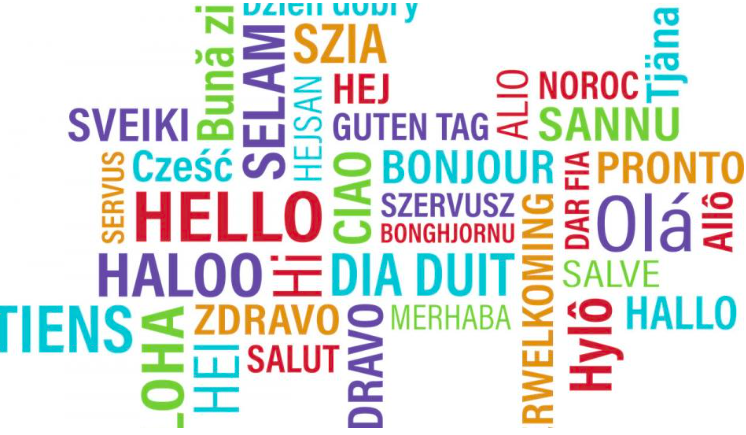 Dzień dobry
Bună zi
SELAM
SZIA
Tjäna
HEJSAN
HEJ
ALIO
NOROC
SVEIKI
GUTEN TAG
SANNU
SERVUS
Cześć
CIAO
BONJOUR
DAR FIA
PRONTO
HELLO
SZERVUSZ
BONGHJORNU
Olá
Allô
HALOO
Hi
DIA DUIT
RWELKOMING
SALVE
TIENS
LOHA
ZDRAVO
DRAVO
MERHABA
Hylô
HALLO
HEI
SALUT